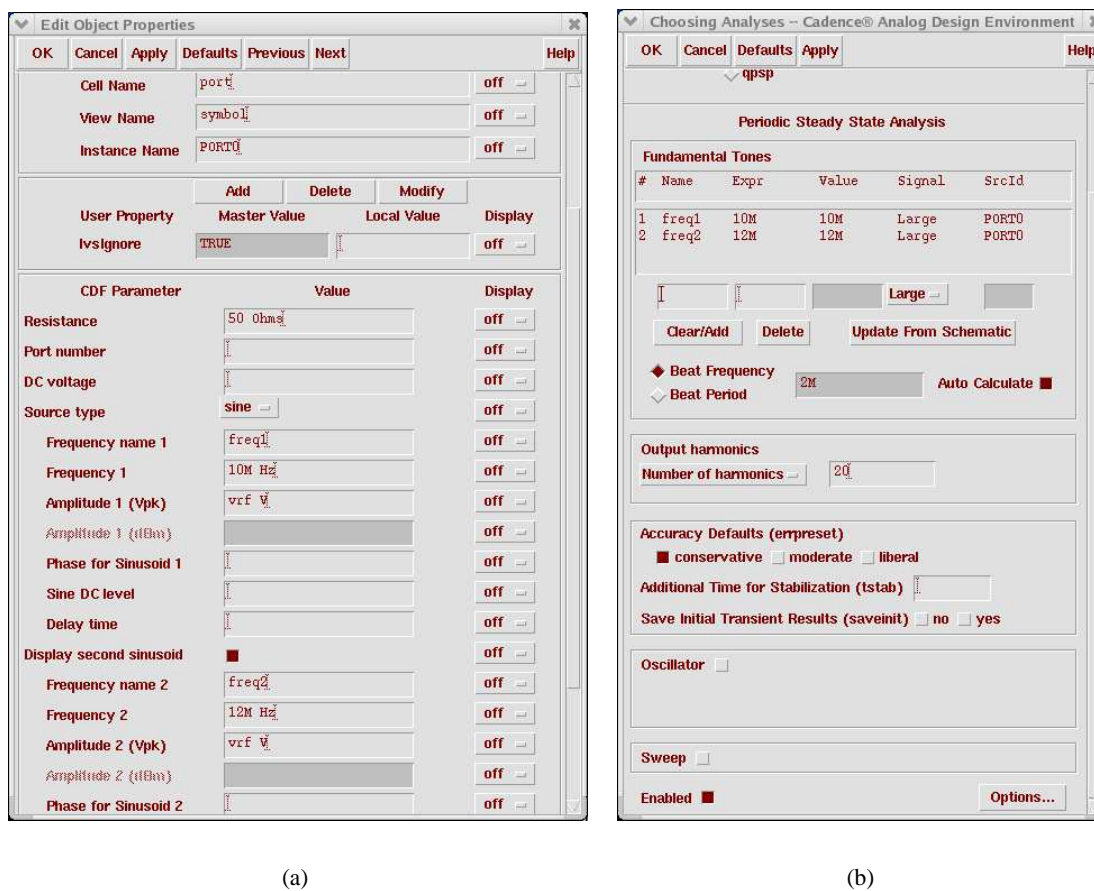 Edit Object Properties
OK Cancel Apply Defaults Previous Next Help
Cell Name port off
View Name symbol off
Instance Name PORT0 off
Add Delete Modify
User Property Master Value Local Value Display
lvsIgnore TRUE off
CDF Parameter Value Display
Resistance 50 Ohms off
Port number off
DC voltage off
Source type sine off
Frequency name 1 freq1 off
Frequency 1 10M Hz off
Amplitude 1 (Vpk) vrf V off
Amplitude 1 (dBm) off
Phase for Sinusoid 1 off
Sine DC level off
Delay time off
Display second sinusoid off
Frequency name 2 freq2 off
Frequency 2 12M Hz off
Amplitude 2 (Vpk) vrf V off
Amplitude 2 (dBm) off
Phase for Sinusoid 2 off
(a)
Choosing Analyses -- Cadence® Analog Design Environment
OK Cancel Defaults Apply Help
qpsp
Periodic Steady State Analysis
Fundamental Tones
# Name Expr Value Signal SrcId
1 freq1 10M 10M Large PORT0
2 freq2 12M 12M Large PORT0
Large
Clear/Add Delete Update From Schematic
Beat Frequency 2M Auto Calculate
Beat Period
Output harmonics
Number of harmonics 20
Accuracy Defaults (errpreset)
conservative moderate liberal
Additional Time for Stabilization (tstab)
Save Initial Transient Results (saveinit) no yes
Oscillator
Sweep
Enabled Options...
(b)